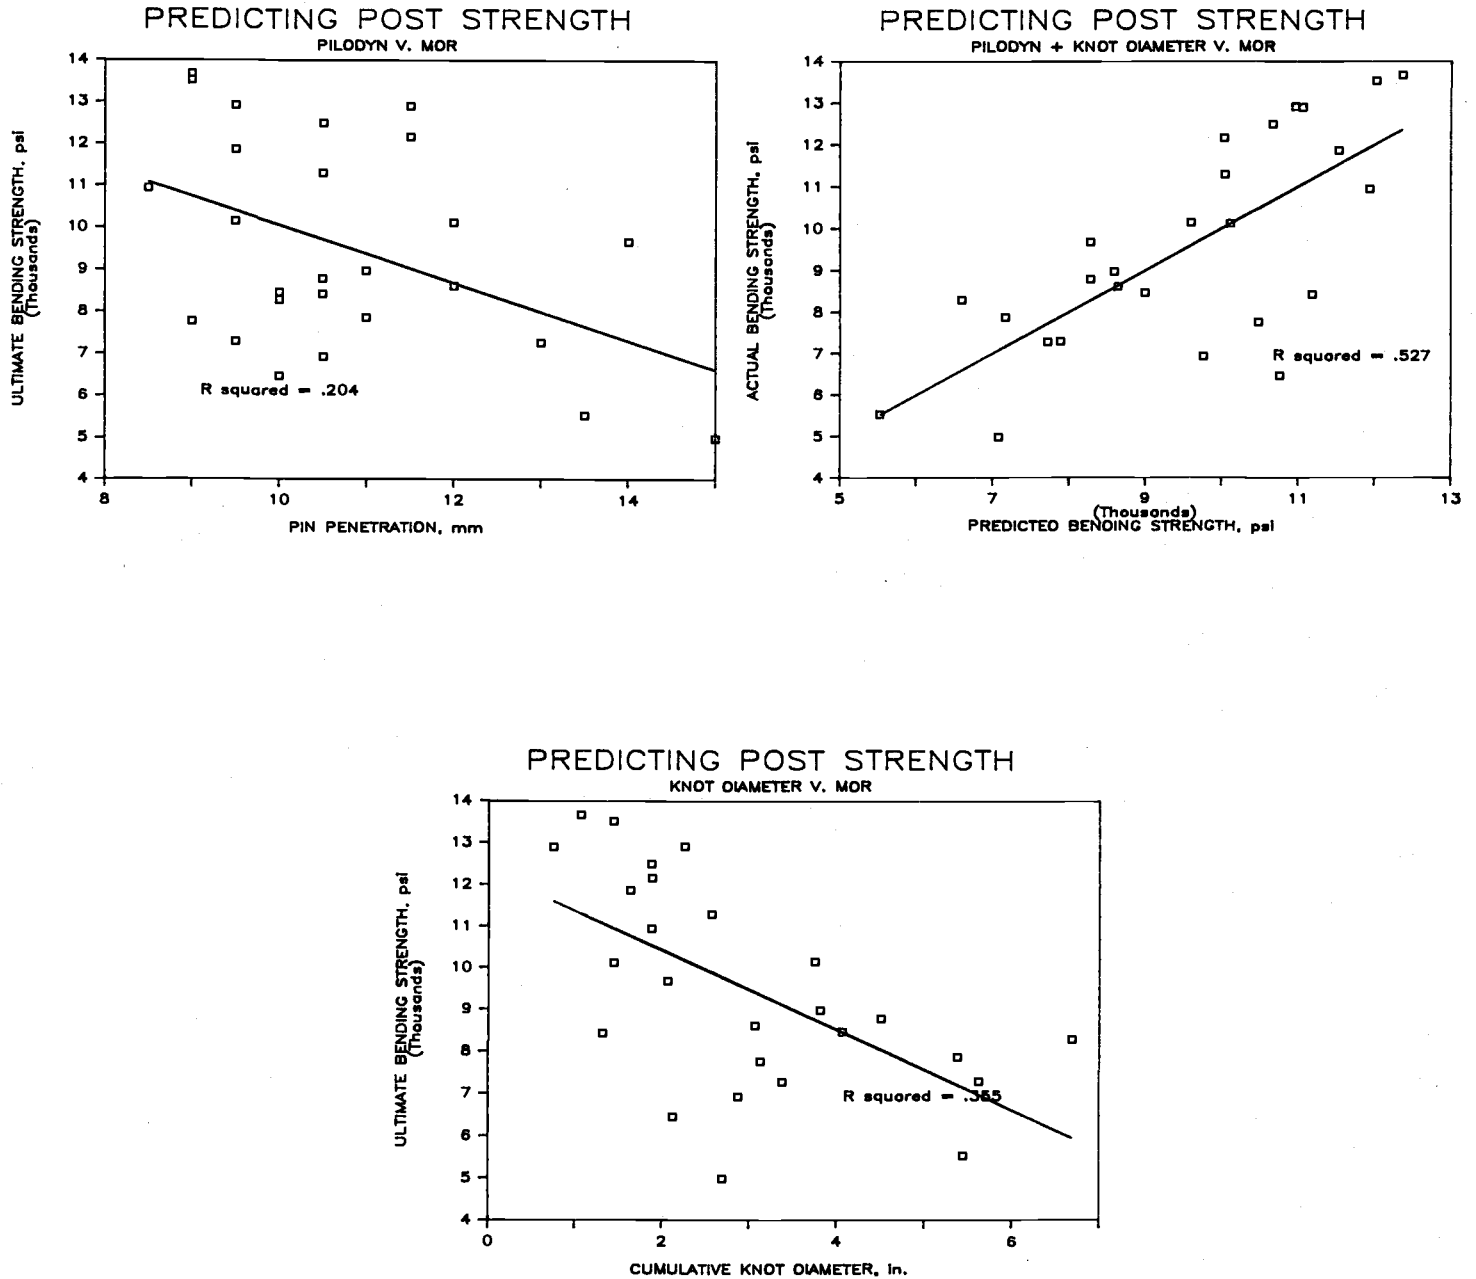 PREDICTING POST STRENGTH
PILODYN V. MOR
ULTIMATE BENDING STRENGTH, psi
(Thousands)
14
13
12
11
10
9
8
7
6
5
4
R squared = .204
8
10
12
14
PIN PENETRATION, mm
PREDICTING POST STRENGTH
PILODYN + KNOT DIAMETER V. MOR
ACTUAL BENDING STRENGTH, psi
(Thousands)
14
13
12
11
10
9
8
7
6
5
4
R squared = .527
5
7
9
11
13
(Thousands)
PREDICTED BENDING STRENGTH, psi
PREDICTING POST STRENGTH
KNOT DIAMETER V. MOR
ULTIMATE BENDING STRENGTH, psi
(Thousands)
14
13
12
11
10
9
8
7
6
5
4
R squared = .355
0
2
4
6
CUMULATIVE KNOT DIAMETER, in.